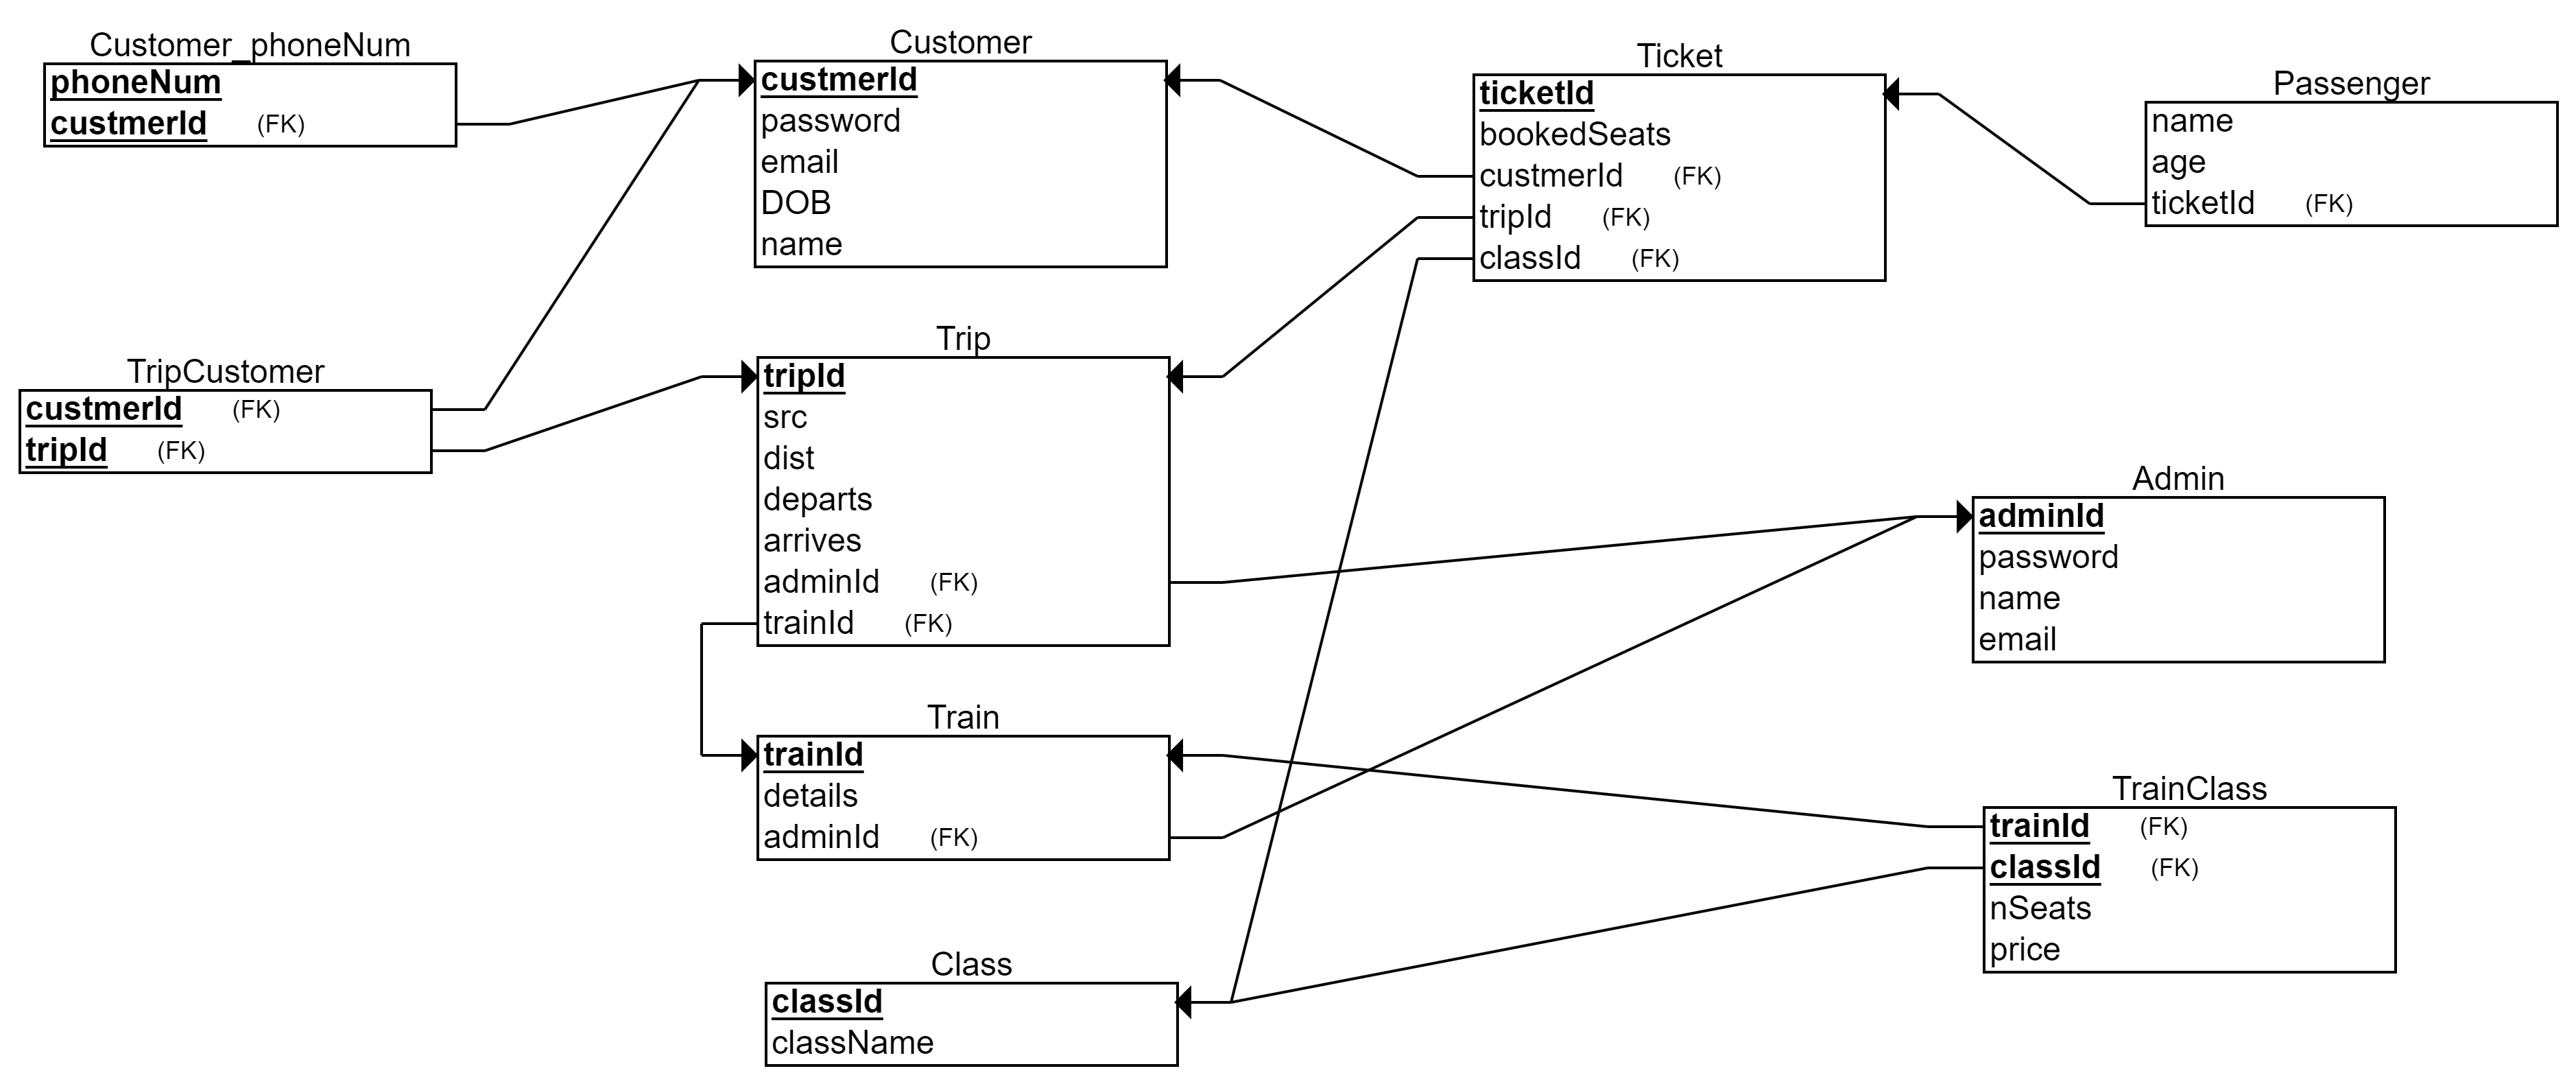 Customer_phoneNum
phoneNum
custmerId (FK)
Customer
custmerId
password
email
DOB
name
Ticket
ticketId
bookedSeats
custmerId (FK)
tripId (FK)
classId (FK)
Passenger
name
age
ticketId (FK)
TripCustomer
custmerId (FK)
tripId (FK)
Trip
tripId
src
dist
departs
arrives
adminId (FK)
trainId (FK)
Admin
adminId
password
name
email
Train
trainId
details
adminId (FK)
TrainClass
trainId (FK)
classId (FK)
nSeats
price
Class
classId
className